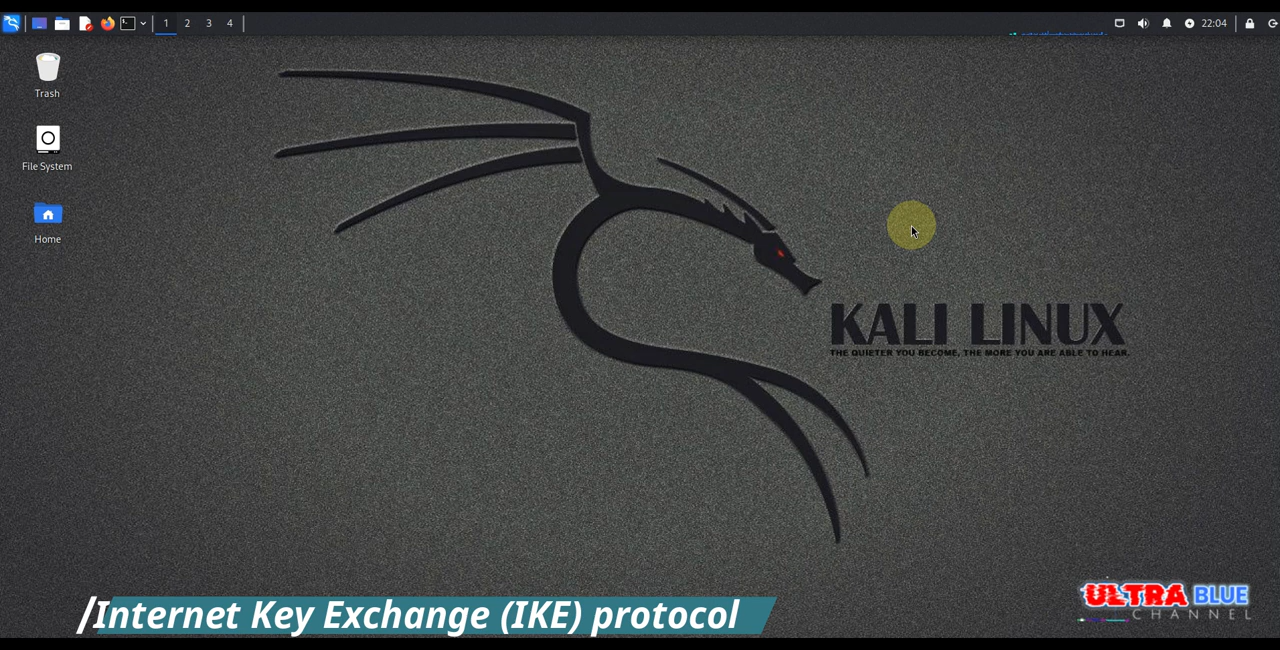 1 2 3 4
22:04
Trash
File System
Home
KALI LINUX
THE QUIETER YOU BECOME, THE MORE YOU ARE ABLE TO HEAR.
/Internet Key Exchange (IKE) protocol
ULTRA BLUE
CHANNEL